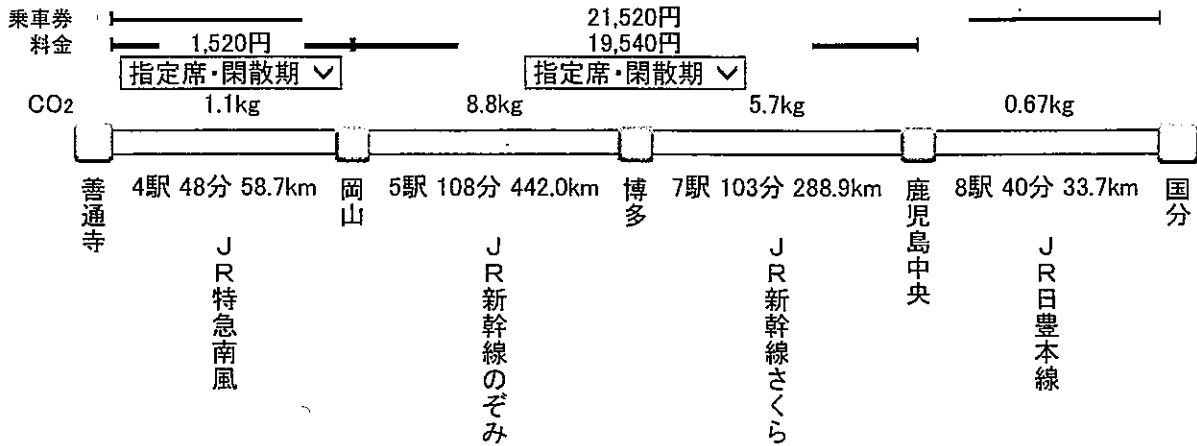 乗車券 21,520円
料金 1,520円 19,540円
指定席・閑散期 指定席・閑散期
CO2 1.1kg 8.8kg 5.7kg 0.67kg
4駅 48分 58.7km 5駅 108分 442.0km 7駅 103分 288.9km 8駅 40分 33.7km
善通寺
JR特急南風
岡山
JR新幹線のぞみ
博多
JR新幹線さくら
鹿児島中央
JR日豊本線
国分